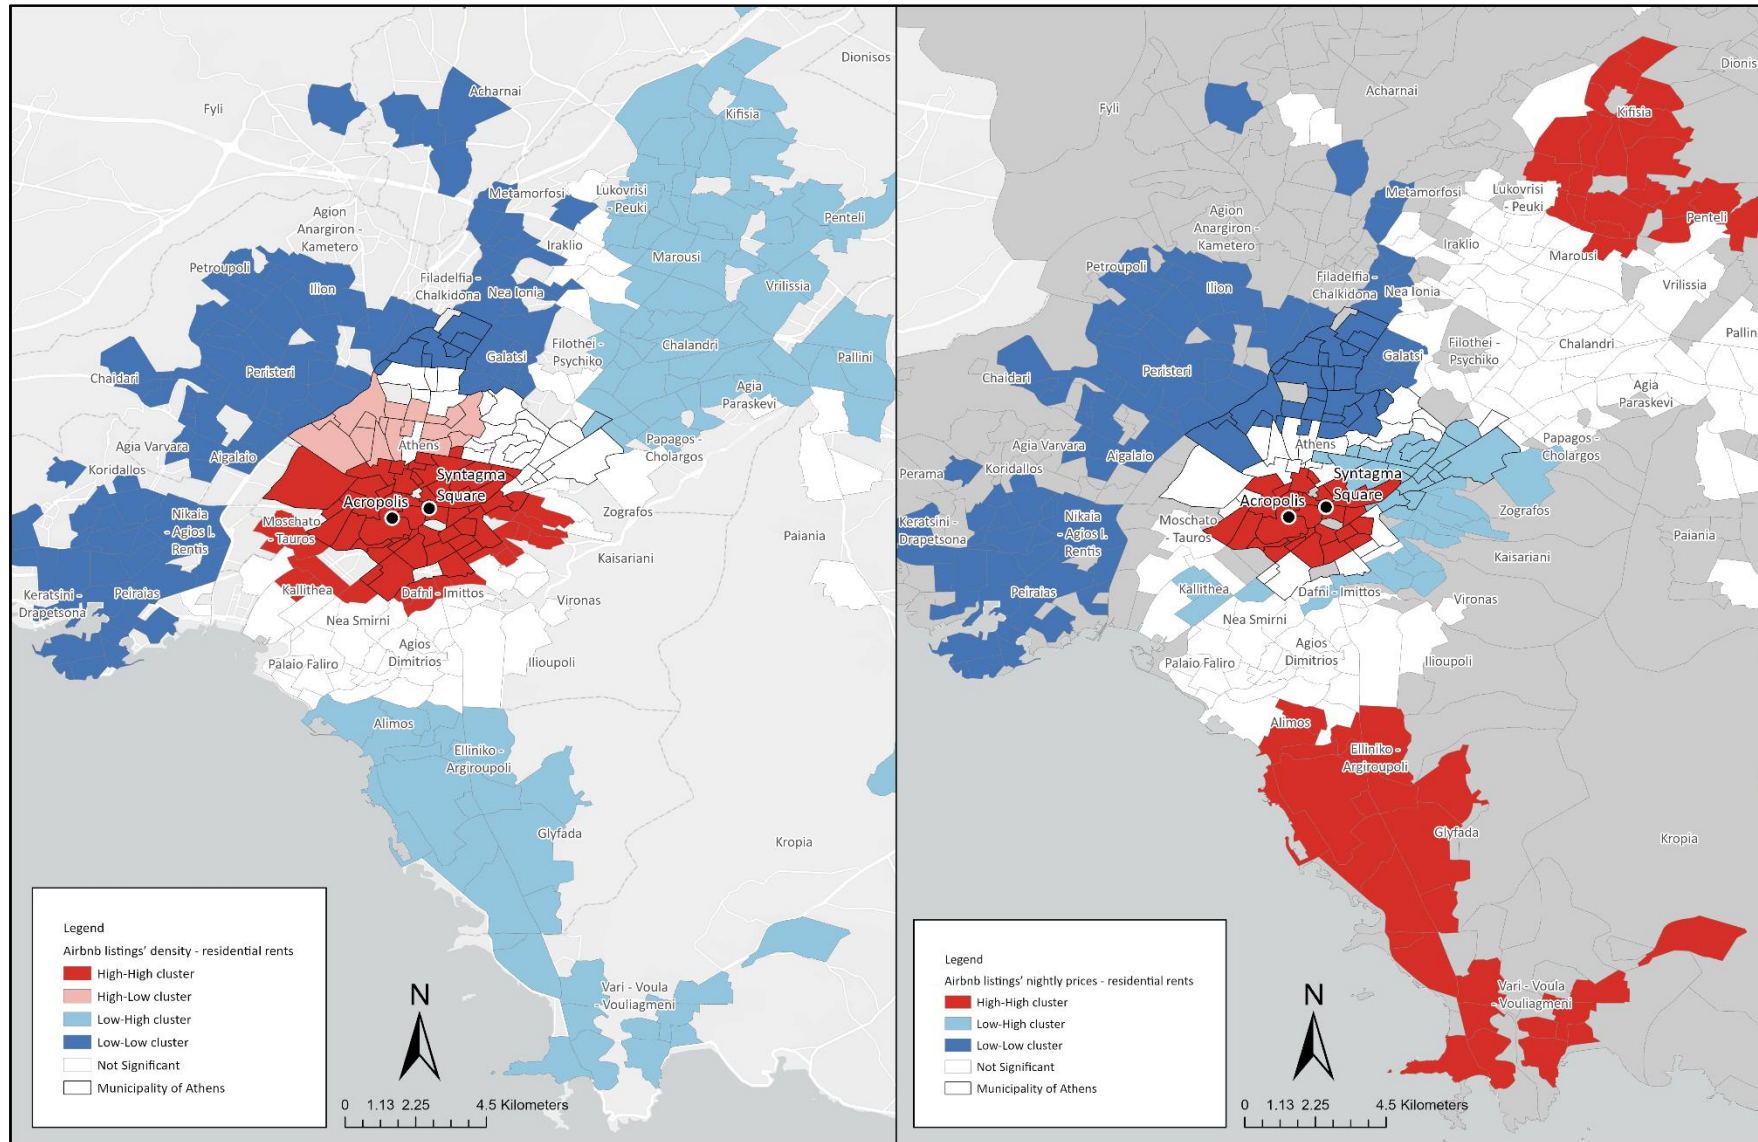 Dionisos
Acharnai
Fyli
Kifisia
Metamorfosi
Lukovrisi
- Peuki
Penteli
Agion
Anargiron -
Kametero
Iraklio
Marousi
Petroupoli
Ilion
Filadelfia -
Chalkidona
Nea Ionia
Vrilissia
Filothei -
Psychiko
Chalandri
Pallini
Galatsi
Chaidari
Peristeri
Agia
Paraskevi
Agia Varvara
Athens
Papagos -
Cholargos
Aigalaio
Koridallos
Syntagma
Square
Acropolis
Zografos
Nikaia
- Agios I.
Rentis
Moschato
- Tauros
Kaisariani
Paiania
Keratsini -
Drapetsona
Peiraias
Kallithea
Dafni - Imittos
Vironas
Nea Smirni
Agios
Dimitrios
Palaio Faliro
Ilioupoli
Alimos
Elliniko -
Argiroupoli
Glyfada
Kropia
Vari - Voula
- Vouliagmeni
Legend
Airbnb listings' density - residential rents
High-High cluster
High-Low cluster
Low-High cluster
Low-Low cluster
Not Significant
Municipality of Athens
N
0 1.13 2.25 4.5 Kilometers
Dionis
Acharnai
Fyli
Kifisia
Metamorfosi
Lukovrisi
- Peuki
Penteli
Agion
Anargiron -
Kametero
Iraklio
Marousi
Petroupoli
Ilion
Filadelfia -
Chalkidona
Nea Ionia
Vrilissia
Filothei -
Psychiko
Chalandri
Pallini
Galatsi
Chaidari
Peristeri
Agia
Paraskevi
Agia Varvara
Athens
Papagos -
Cholargos
Aigalaio
Perama
Koridallos
Syntagma
Square
Acropolis
Zografos
Nikaia
- Agios I.
Rentis
Moschato
- Tauros
Kaisariani
Paiania
Keratsini -
Drapetsona
Peiraias
Kallithea
Dafni - Imittos
Vironas
Nea Smirni
Agios
Dimitrios
Palaio Faliro
Ilioupoli
Alimos
Elliniko -
Argiroupoli
Glyfada
Kropia
Vari - Voula
- Vouliagmeni
Legend
Airbnb listings' nightly prices - residential rents
High-High cluster
Low-High cluster
Low-Low cluster
Not Significant
Municipality of Athens
N
0 1.13 2.25 4.5 Kilometers